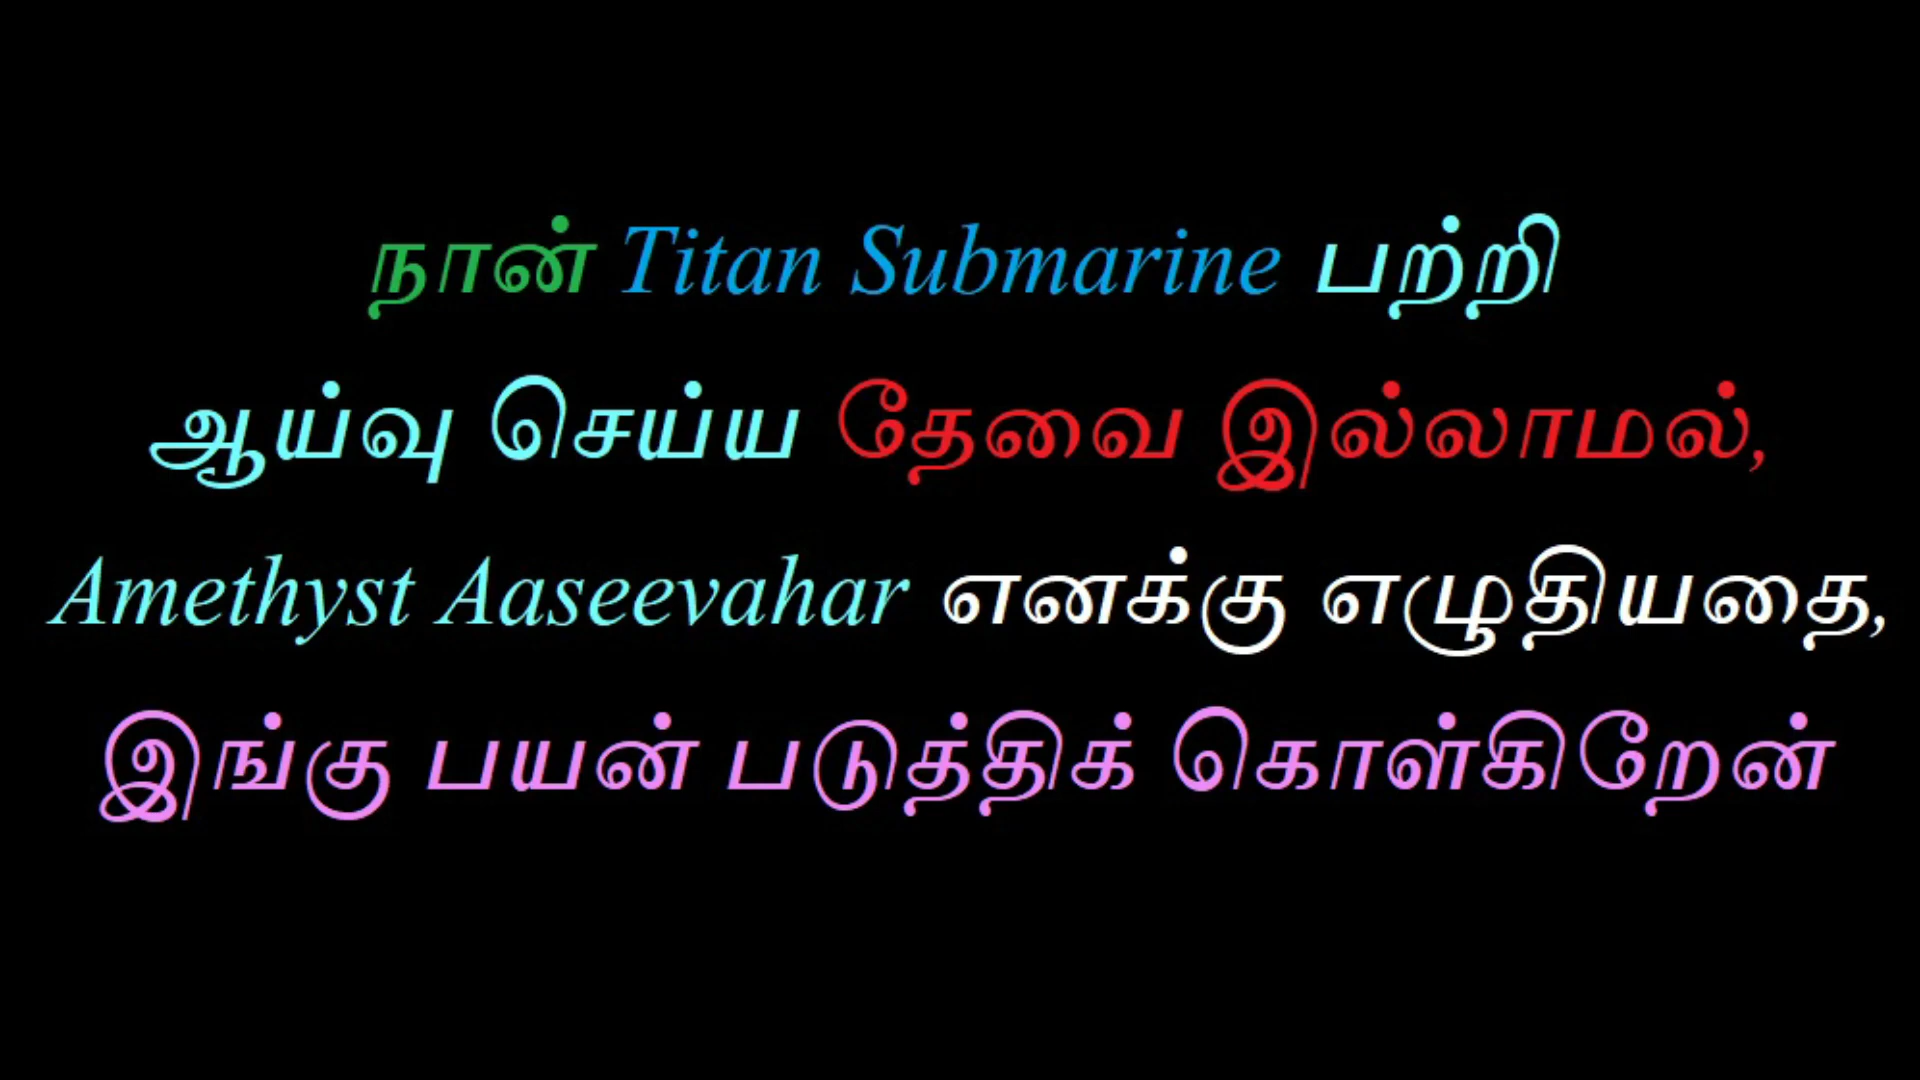 நான் Titan Submarine பற்றி
ஆய்வு செய்ய தேவை இல்லாமல்,
Amethyst Aaseevahar எனக்கு எழுதியதை,
இங்கு பயன் படுத்திக் கொள்கிறேன்